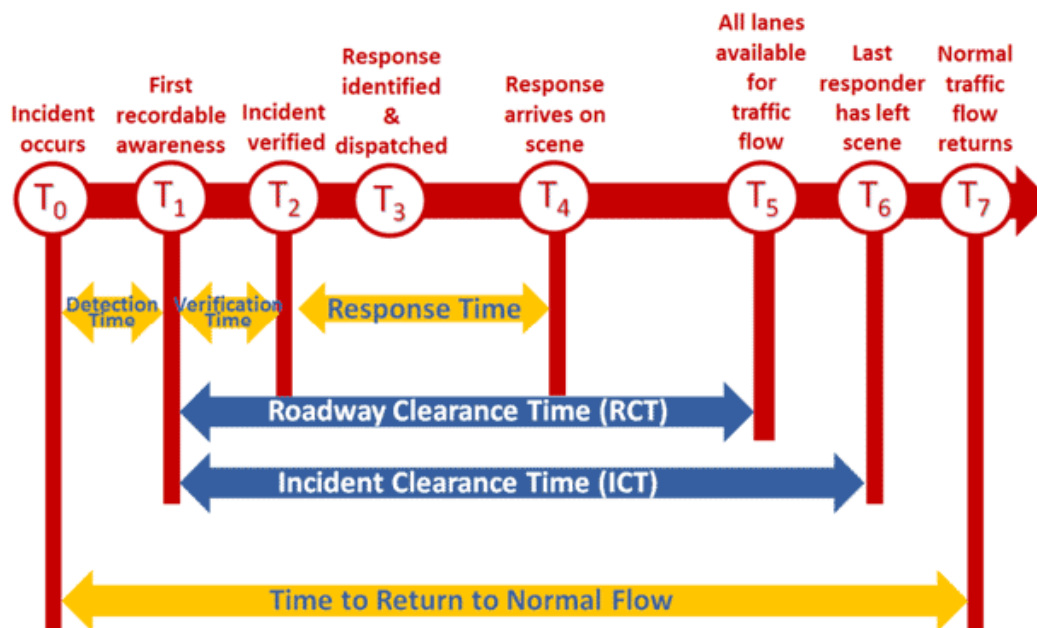 Incident
occurs
First
recordable
awareness
Incident
verified
Response
identified
&
dispatched
Response
arrives on
scene
All lanes
available
for
traffic
flow
Last
responder
has left
scene
Normal
traffic
flow
returns
T0
T1
T2
T3
T4
T5
T6
T7
Detection
Time
Verification
Time
Response Time
Roadway Clearance Time (RCT)
Incident Clearance Time (ICT)
Time to Return to Normal Flow